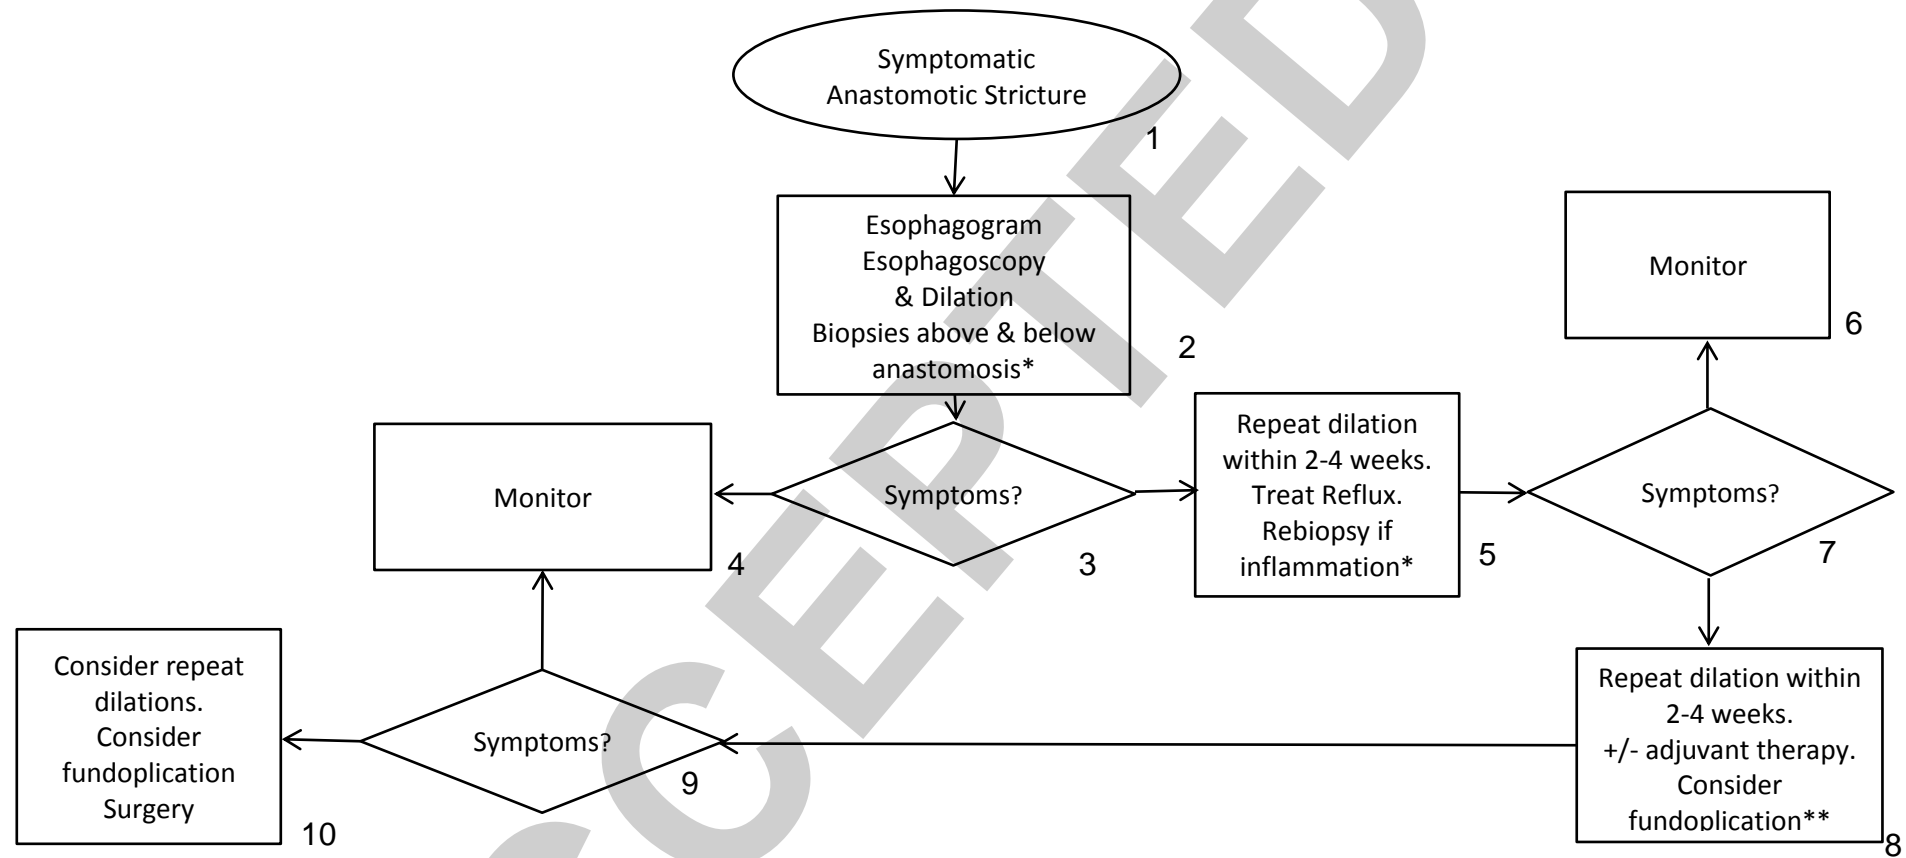 Symptomatic
Anastomotic Stricture
1
Esophagogram
Esophagoscopy
& Dilation
Biopsies above & below
anastomosis*
2
Monitor
6
Monitor
4
Symptoms?
3
Repeat dilation
within 2-4 weeks.
Treat Reflux.
Rebiopsy if
inflammation*
5
Symptoms?
7
Consider repeat
dilations.
Consider
fundoplication
Surgery
10
Symptoms?
9
Repeat dilation within
2-4 weeks.
+/- adjuvant therapy.
Consider
fundoplication**
8
CCEPTED